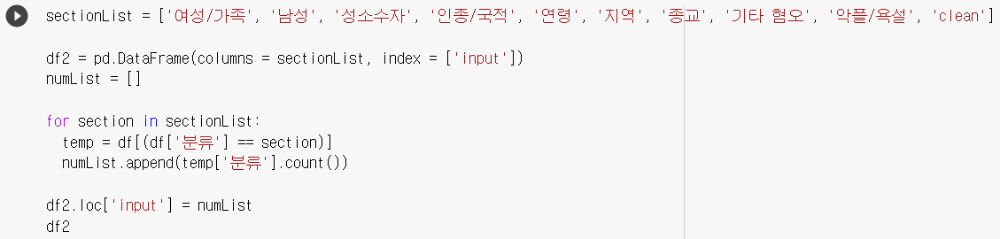 sectionList = ['여성/가족', '남성', '성소수자', '인종/국적', '연령', '지역', '종교', '기타 혐오', '악플/욕설', 'clean']
df2 = pd.DataFrame(columns = sectionList, index = ['input'])
numList = []
for section in sectionList:
  temp = df[(df['분류'] == section)]
  numList.append(temp['분류'].count())
df2.loc['input'] = numList
df2